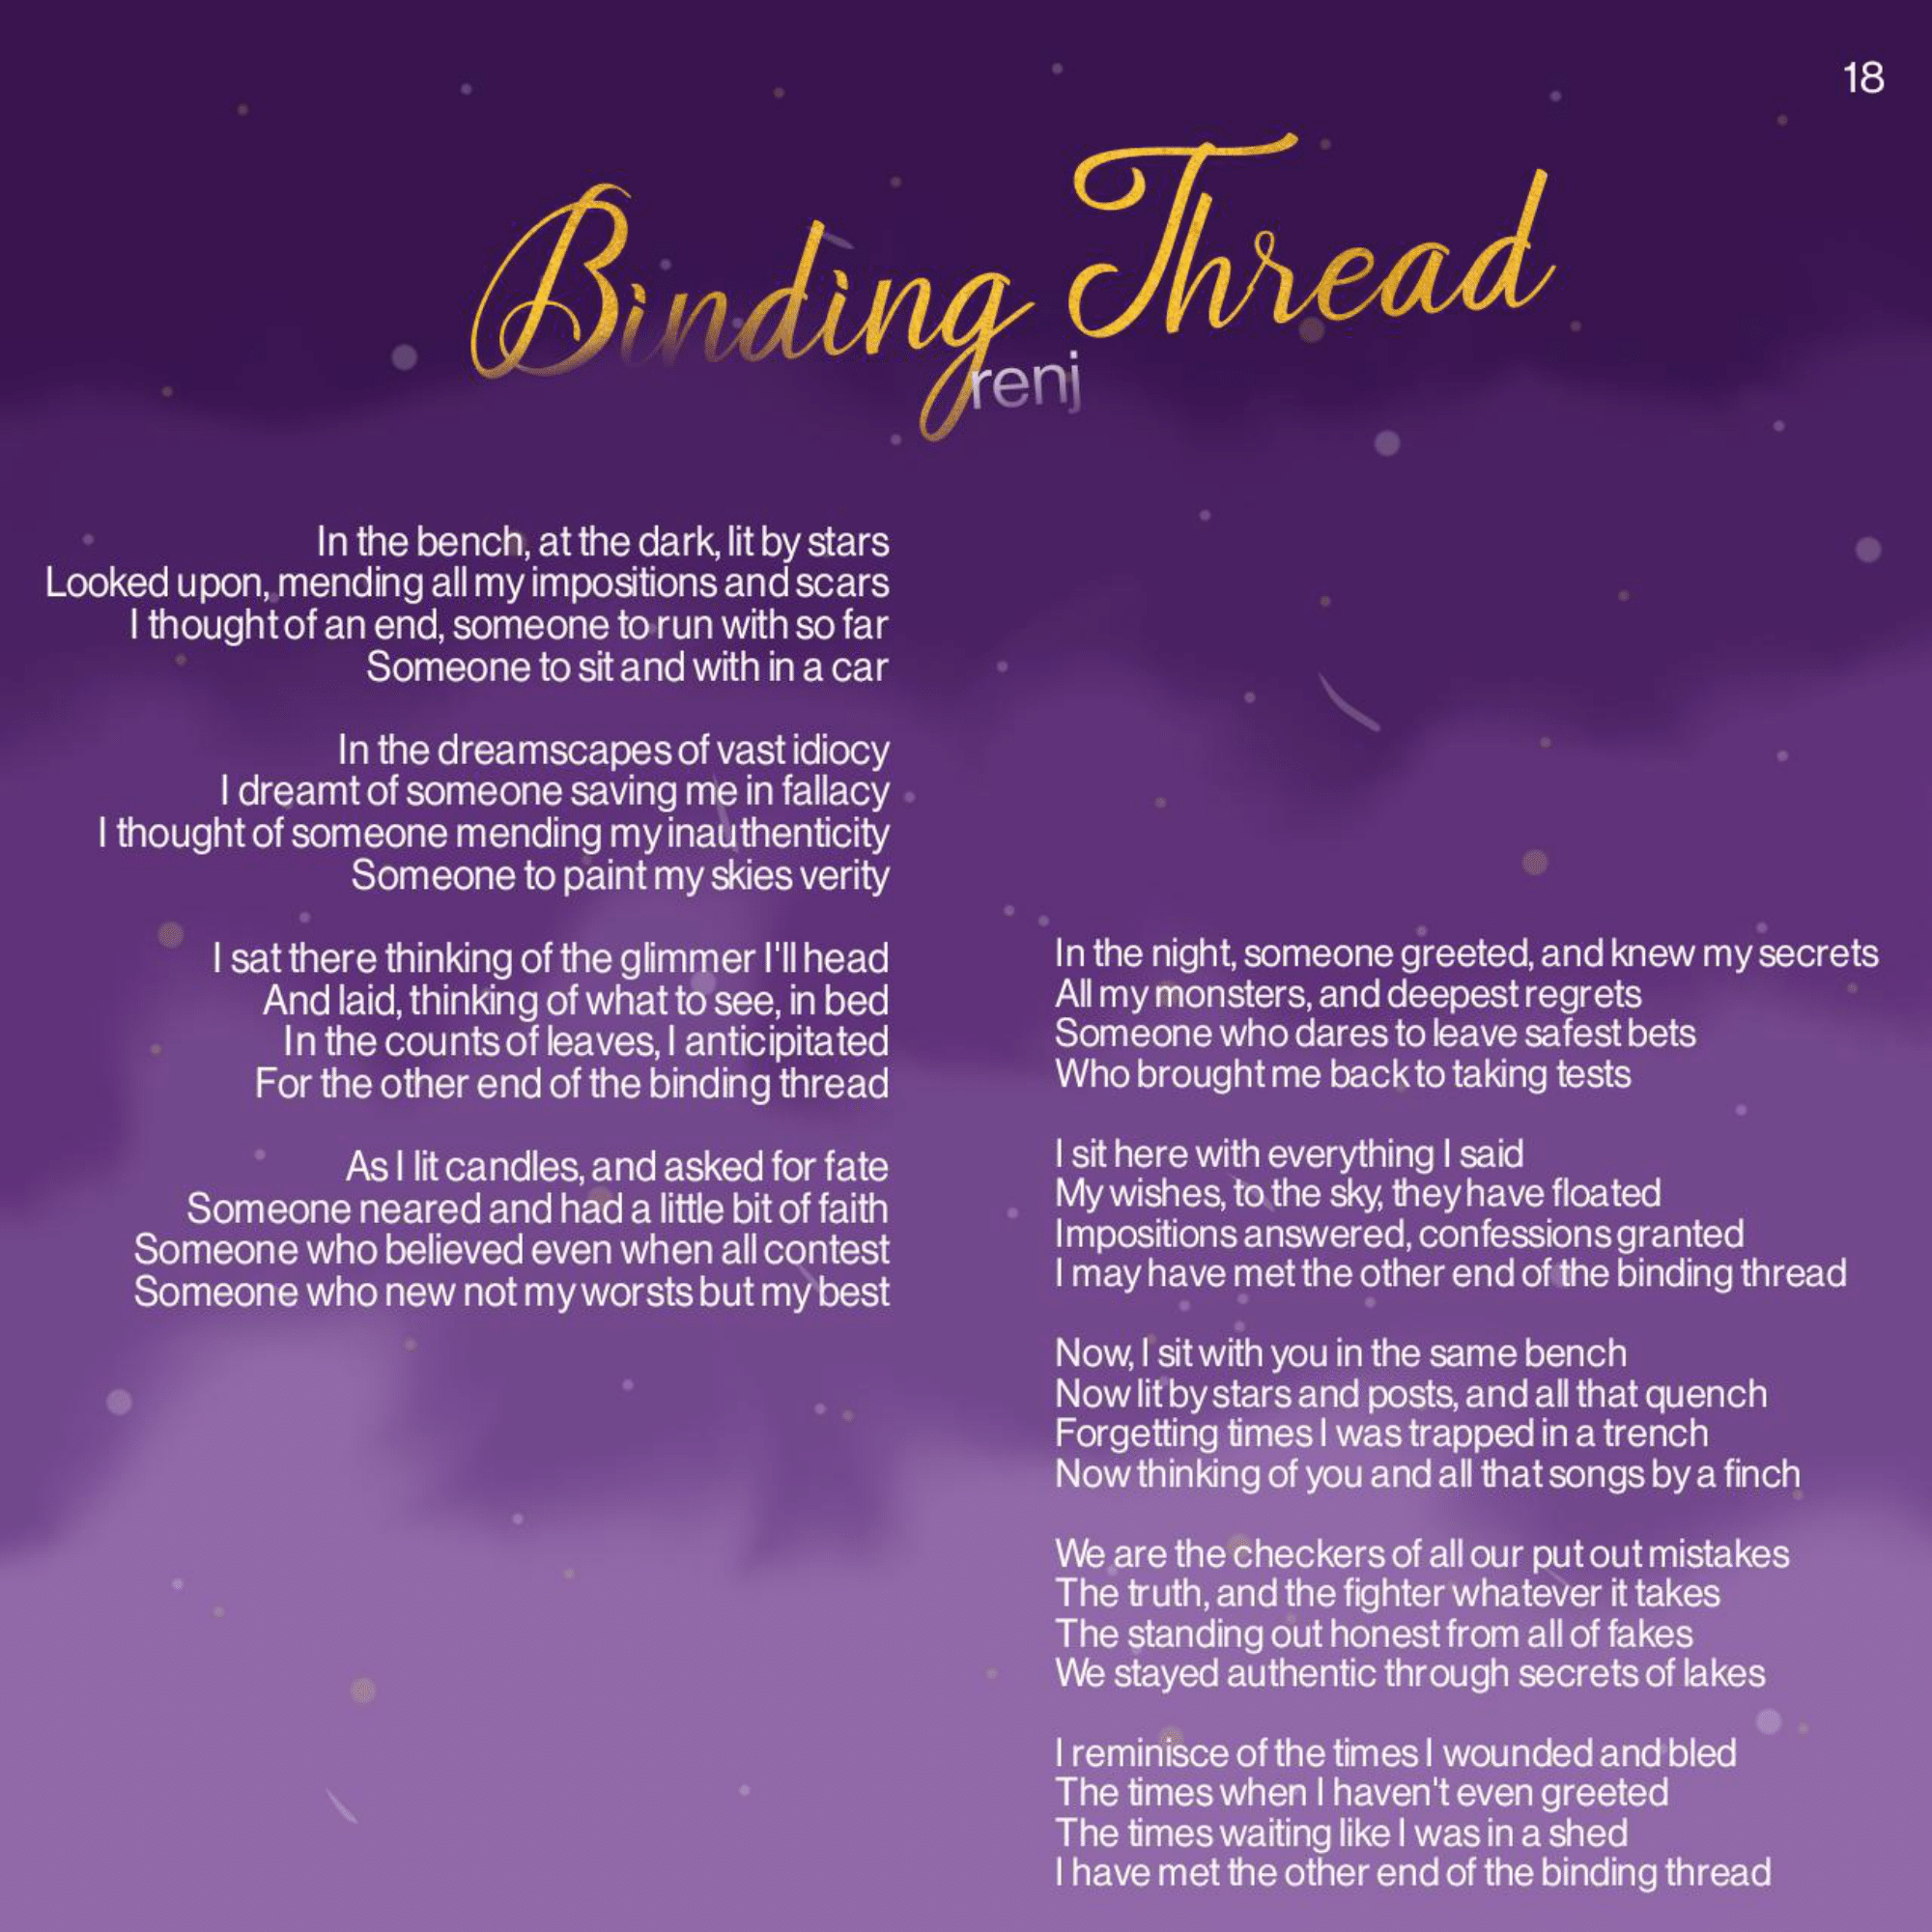 18
Binding Thread
renj
In the bench, at the dark, lit by stars
Looked upon, mending all my impositions and scars
I thought of an end, someone to run with so far
Someone to sit and with in a car
In the dreamscapes of vast idiocy
I dreamt of someone saving me in fallacy
I thought of someone mending my inauthenticity
Someone to paint my skies verity
I sat there thinking of the glimmer I'll head
And laid, thinking of what to see, in bed
In the counts of leaves, I anticipitated
For the other end of the binding thread
As I lit candles, and asked for fate
Someone neared and had a little bit of faith
Someone who believed even when all contest
Someone who new not my worsts but my best
In the night, someone greeted, and knew my secrets
All my monsters, and deepest regrets
Someone who dares to leave safest bets
Who brought me back to taking tests
I sit here with everything I said
My wishes, to the sky, they have floated
Impositions answered, confessions granted
I may have met the other end of the binding thread
Now, I sit with you in the same bench
Now lit by stars and posts, and all that quench
Forgetting times I was trapped in a trench
Now thinking of you and all that songs by a finch
We are the checkers of all our put out mistakes
The truth, and the fighter whatever it takes
The standing out honest from all of fakes
We stayed authentic through secrets of lakes
I reminisce of the times I wounded and bled
The times when I haven't even greeted
The times waiting like I was in a shed
I have met the other end of the binding thread